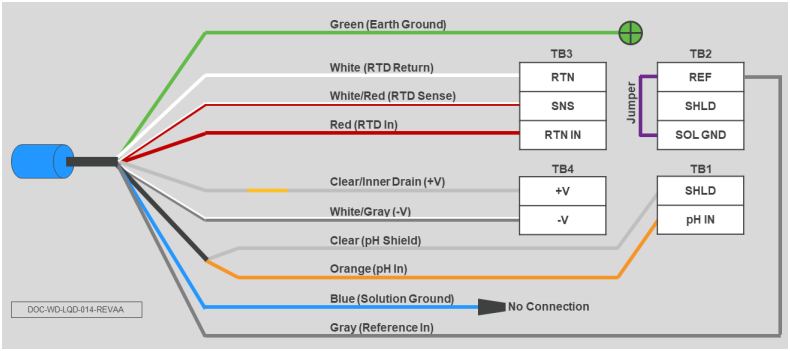 Green (Earth Ground)
TB3
TB2
White (RTD Return)
RTN
REF
White/Red (RTD Sense)
SNS
SHLD
Jumper
Red (RTD In)
RTN IN
SOL GND
TB4
TB1
Clear/Inner Drain (+V)
+V
SHLD
White/Gray (-V)
-V
pH IN
Clear (pH Shield)
Orange (pH In)
Blue (Solution Ground)
No Connection
DOC-WD-LQD-014-REVAA
Gray (Reference In)